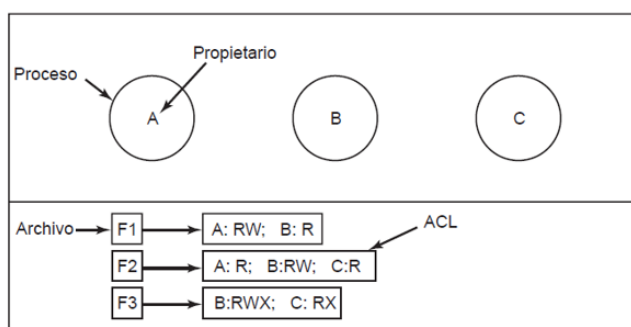 Propietario
Proceso
A
B
C
Archivo
F1
A: RW; B: R
ACL
F2
A: R; B:RW; C:R
F3
B:RWX; C: RX